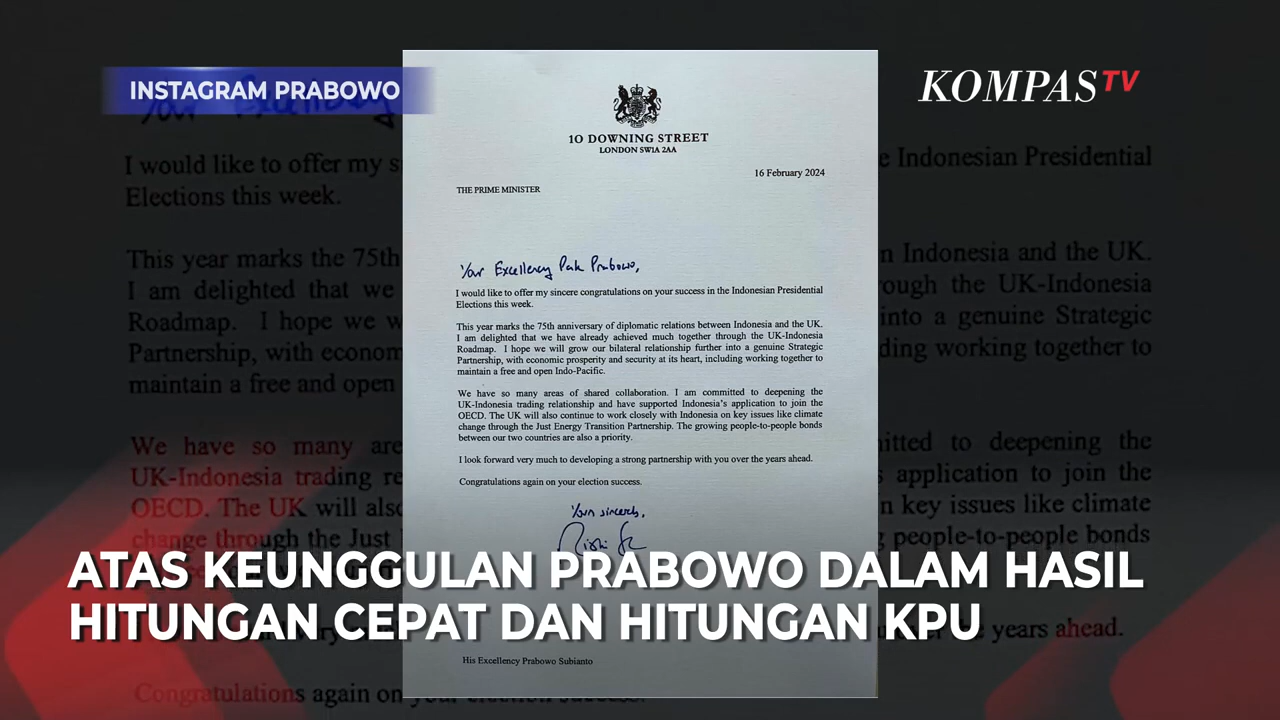 INSTAGRAM PRABOWO
KOMPASTV
10 DOWNING STREET
LONDON SW1A 2AA
16 February 2024
THE PRIME MINISTER
Your Excellency Pak Prabowo,
I would like to offer my sincere congratulations on your success in the Indonesian Presidential
Elections this week.
This year marks the 75th anniversary of diplomatic relations between Indonesia and the UK.
I am delighted that we have already achieved much together through the UK-Indonesia
Roadmap. I hope we will grow our bilateral relationship further into a genuine Strategic
Partnership, with economic prosperity and security at its heart, including working together to
maintain a free and open Indo-Pacific.
We have so many areas of shared collaboration. I am committed to deepening the
UK-Indonesia trading relationship and have supported Indonesia's application to join the
OECD. The UK will also continue to work closely with Indonesia on key issues like climate
change through the Just Energy Transition Partnership. The growing people-to-people bonds
between our two countries are also a priority.
I look forward very much to developing a strong partnership with you over the years ahead.
Congratulations again on your election success.
Yours sincerely,
ATAS KEUNGGULAN PRABOWO DALAM HASIL
HITUNGAN CEPAT DAN HITUNGAN KPU
His Excellency Prabowo Subianto